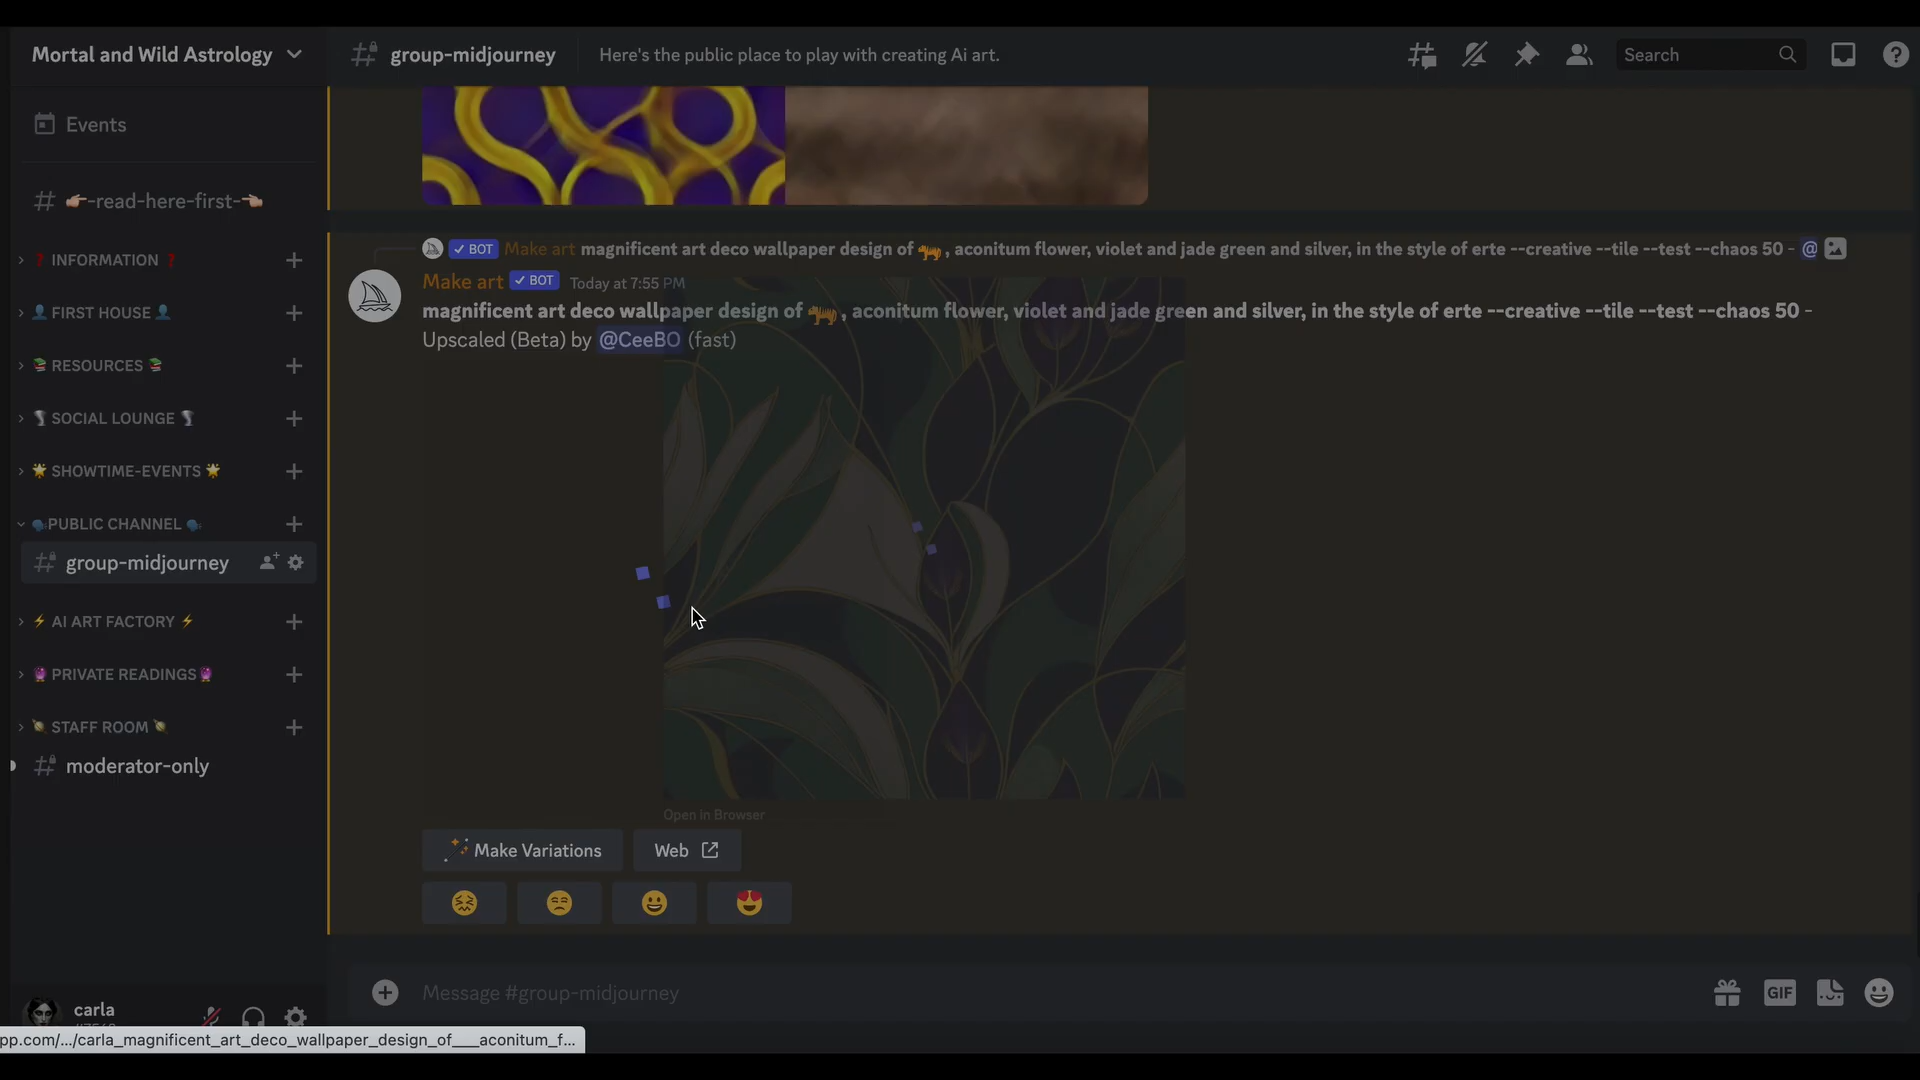 Mortal and Wild Astrology
group-midjourney
Here's the public place to play with creating Ai art.
Search
Events
👉-read-here-first-👈
❓ INFORMATION ❓
👤 FIRST HOUSE 👤
📚 RESOURCES 📚
🌪 SOCIAL LOUNGE 🌪
🌟 SHOWTIME-EVENTS 🌟
🗣PUBLIC CHANNEL 🗣
group-midjourney
⚡ AI ART FACTORY ⚡
🔮 PRIVATE READINGS🔮
STAFF ROOM
moderator-only
✓ BOT Make art magnificent art deco wallpaper design of 🐅, aconitum flower, violet and jade green and silver, in the style of erte --creative --tile --test --chaos 50 - @
Make art ✓ BOT Today at 7:55 PM
magnificent art deco wallpaper design of 🐅, aconitum flower, violet and jade green and silver, in the style of erte --creative --tile --test --chaos 50 -
Upscaled (Beta) by @CeeBO (fast)
Open in Browser
Make Variations
Web
Message #group-midjourney
GIF
carla
pp.com/.../carla_magnificent_art_deco_wallpaper_design_of___aconitum_f...